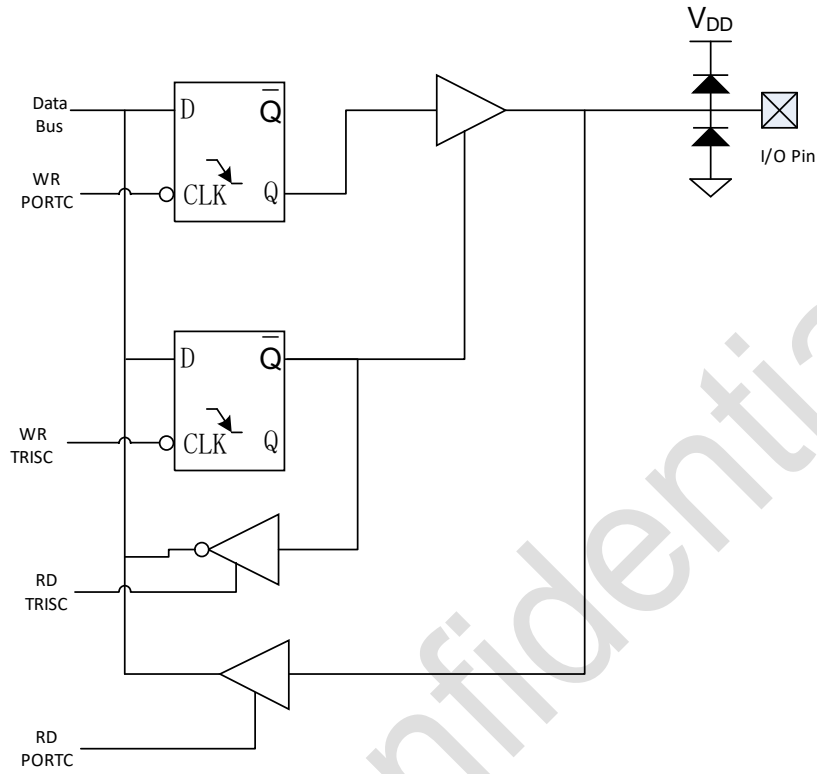 VDD
Data
Bus
D
Q
WR
PORTC
CLK
Q
I/O Pin
D
Q
WR
TRISC
CLK
Q
RD
TRISC
RD
PORTC